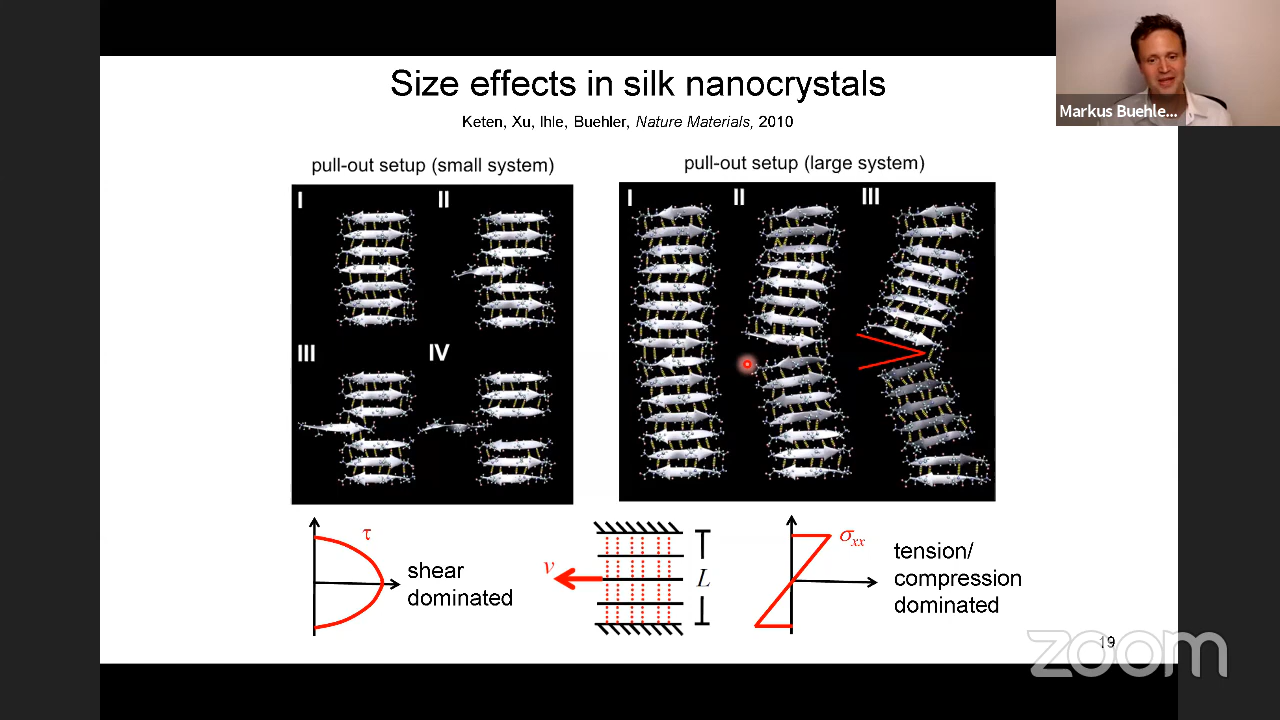 Size effects in silk nanocrystals
Keten, Xu, Ihle, Buehler, Nature Materials, 2010
Markus Buehle...
pull-out setup (small system)
I
II
III
IV
pull-out setup (large system)
I
II
III
τ
shear
dominated
v
L
σxx
tension/
compression
dominated
19
zoom